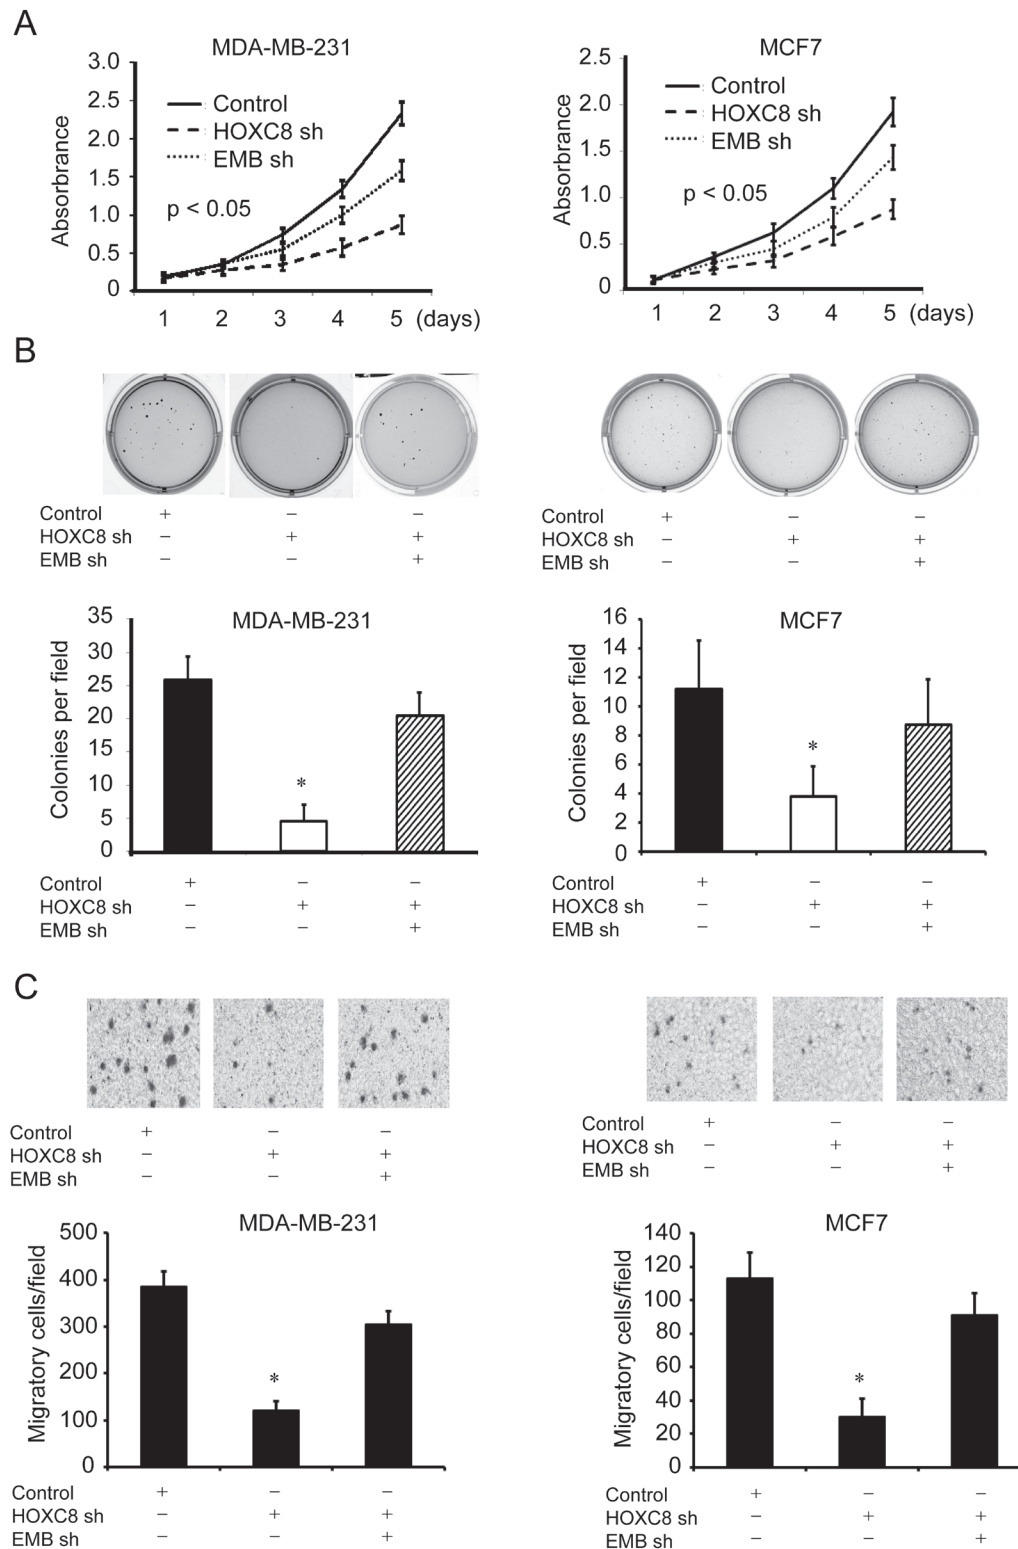 A
MDA-MB-231
Absorbrance
3.0
2.5
2.0
1.5
1.0
0.5
0
Control
HOXC8 sh
EMB sh
p < 0.05
1 2 3 4 5 (days)
MCF7
Absorbrance
2.5
2.0
1.5
1.0
0.5
0
Control
HOXC8 sh
EMB sh
p < 0.05
1 2 3 4 5 (days)
B
Control + − −
HOXC8 sh − + +
EMB sh − − +
Control + − −
HOXC8 sh − + +
EMB sh − − +
MDA-MB-231
Colonies per field
35
30
25
20
15
10
5
0
*
Control + − −
HOXC8 sh − + +
EMB sh − − +
MCF7
Colonies per field
16
14
12
10
8
6
4
2
0
*
Control + − −
HOXC8 sh − + +
EMB sh − − +
C
Control + − −
HOXC8 sh − + +
EMB sh − − +
Control + − −
HOXC8 sh − + +
EMB sh − − +
MDA-MB-231
Migratory cells/field
500
400
300
200
100
0
*
Control + − −
HOXC8 sh − + +
EMB sh − − +
MCF7
Migratory cells/field
140
120
100
80
60
40
20
0
*
Control + − −
HOXC8 sh − + +
EMB sh − − +